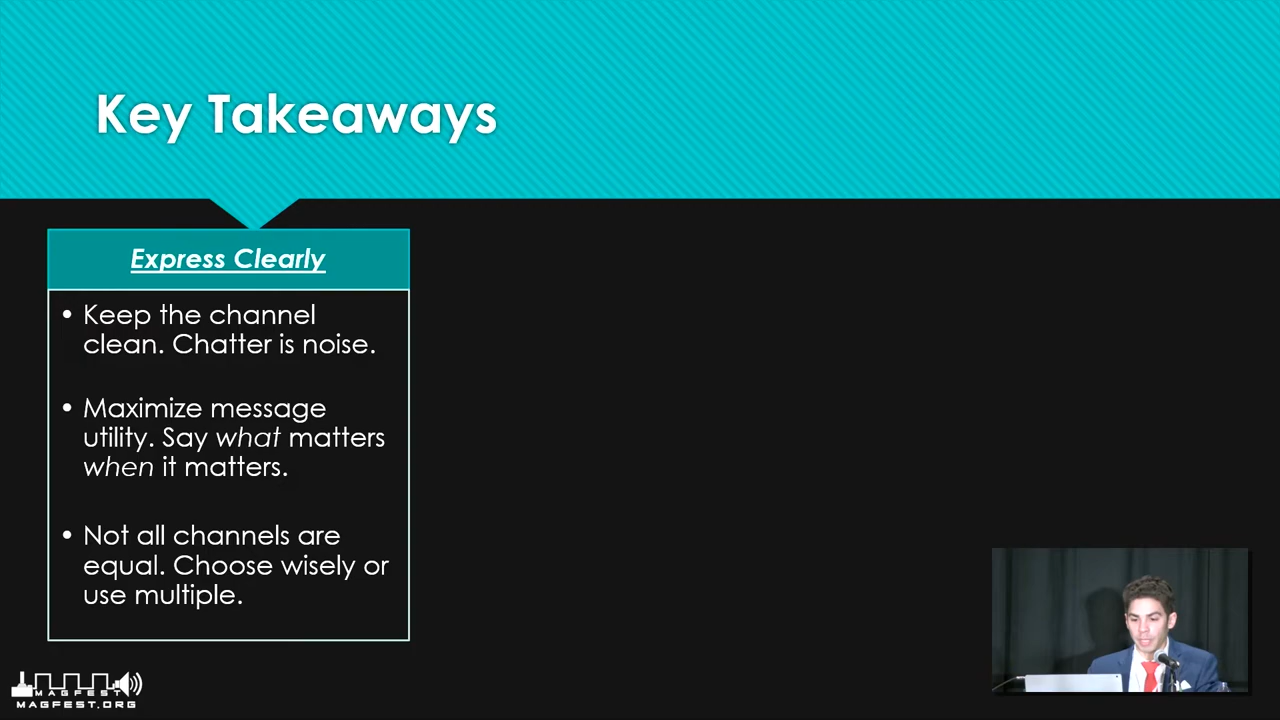 Key Takeaways
Express Clearly
• Keep the channel
clean. Chatter is noise.
• Maximize message
utility. Say what matters
when it matters.
• Not all channels are
equal. Choose wisely or
use multiple.
MAGFEST
MAGFEST.ORG